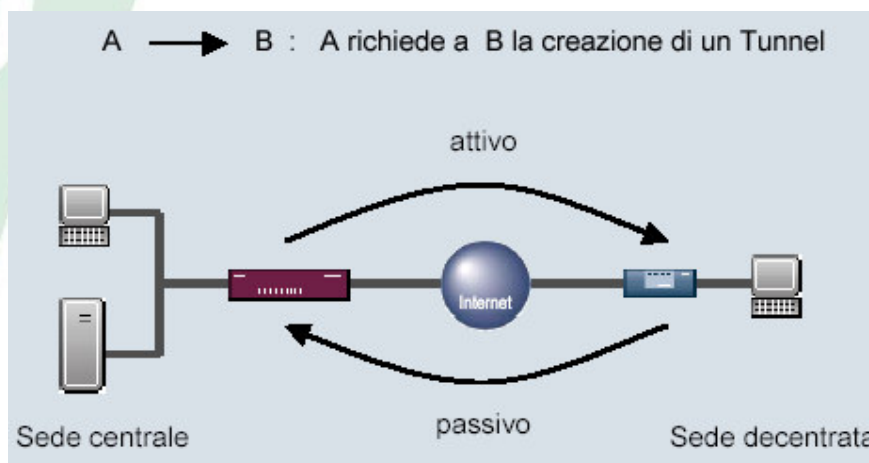 A B : A richiede a B la creazione di un Tunnel
attivo
Internet
passivo
Sede centrale
Sede decentrata